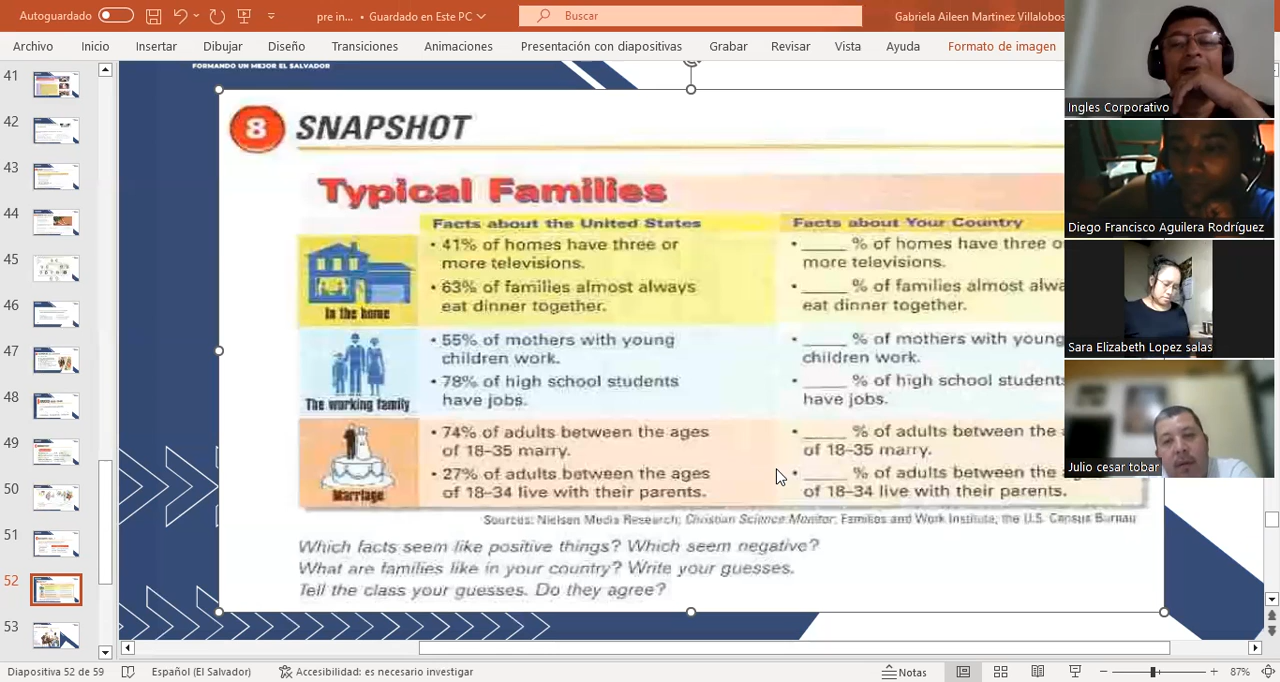 Autoguardado
pre in... • Guardado en Este PC
Buscar
Gabriela Aileen Martinez Villalobos
Archivo Inicio Insertar Dibujar Diseño Transiciones Animaciones Presentación con diapositivas Grabar Revisar Vista Ayuda Formato de imagen
41
42
43
44
45
46
47
48
49
50
51
52
53
FORMANDO UN MEJOR EL SALVADOR
8 SNAPSHOT
Typical Families
Facts about the United States
Facts about Your Country
In the home
• 41% of homes have three or
more televisions.
• 63% of families almost always
eat dinner together.
• ____ % of homes have three o
more televisions.
• ____ % of families almost alwa
eat dinner together.
The working family
• 55% of mothers with young
children work.
• 78% of high school students
have jobs.
• ____ % of mothers with young
children work.
• ____ % of high school students
have jobs.
Marriage
• 74% of adults between the ages
of 18–35 marry.
• 27% of adults between the ages
of 18–34 live with their parents.
• ____ % of adults between the
of 18–35 marry.
• ____ % of adults between the
of 18–34 live with their parents.
Sources: Nielsen Media Research; Christian Science Monitor; Families and Work Institute; the U.S. Census Bureau
Which facts seem like positive things? Which seem negative?
What are families like in your country? Write your guesses.
Tell the class your guesses. Do they agree?
Ingles Corporativo
Diego Francisco Aguilera Rodríguez
Sara Elizabeth Lopez salas
Julio cesar tobar
Diapositiva 52 de 59
Español (El Salvador)
Accesibilidad: es necesario investigar
Notas
87%